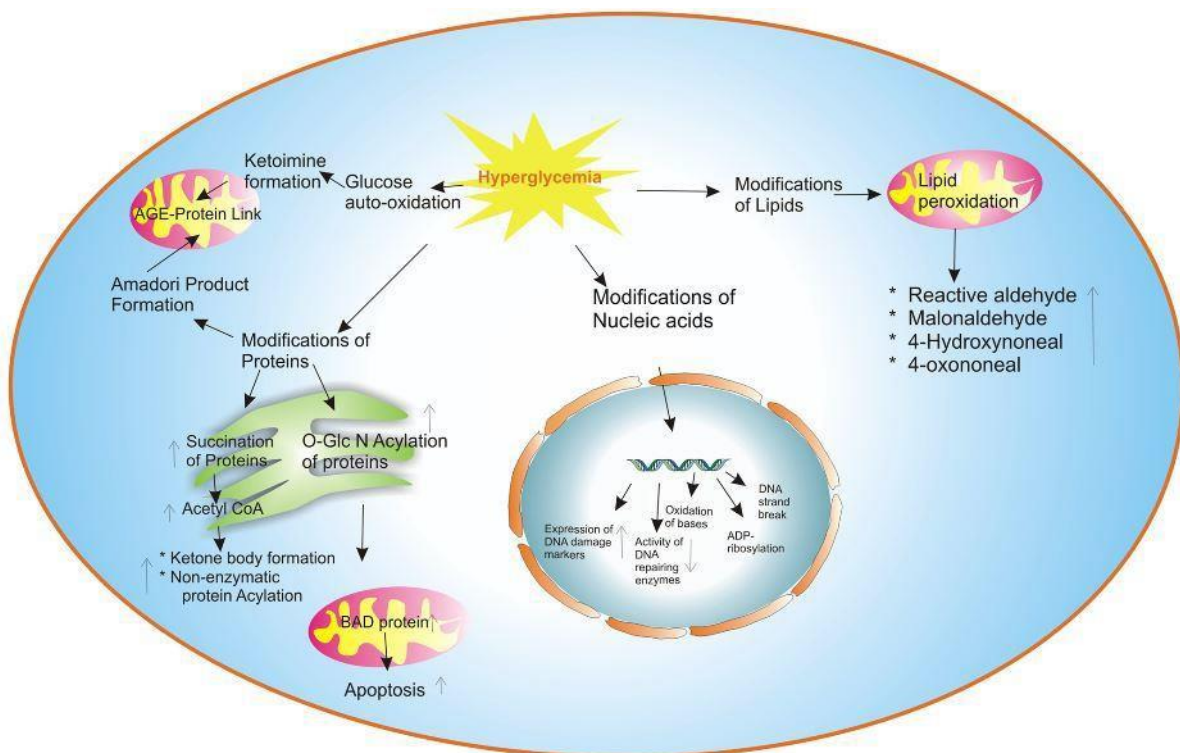 Hyperglycemia
Glucose
auto-oxidation
Ketoimine
formation
AGE-Protein Link
Amadori Product
Formation
Modifications of
Proteins
Succination
of Proteins
Acetyl CoA
* Ketone body formation
* Non-enzymatic
protein Acylation
O-Glc N Acylation
of proteins
BAD protein
Apoptosis
Modifications of
Nucleic acids
Expression of
DNA damage
markers
Activity of
DNA
repairing
enzymes
Oxidation
of bases
ADP-
ribosylation
DNA
strand
break
Modifications
of Lipids
Lipid
peroxidation
* Reactive aldehyde
* Malonaldehyde
* 4-Hydroxynoneal
* 4-oxononeal